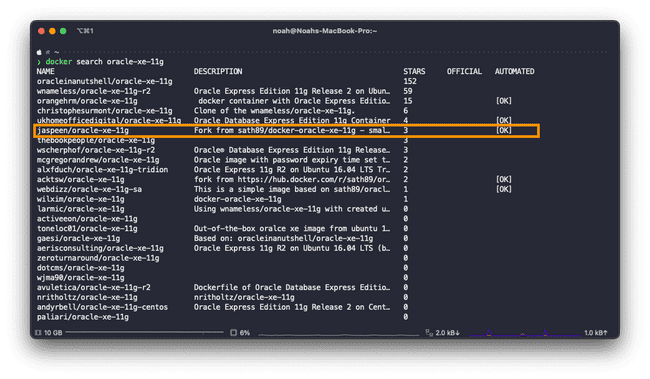 noah@Noahs-MacBook-Pro:~
⌥⌘1
~
❯ docker search oracle-xe-11g
NAME DESCRIPTION STARS OFFICIAL AUTOMATED
oracleinanutshell/oracle-xe-11g 152
wnameless/oracle-xe-11g-r2 Oracle Express Edition 11g Release 2 on Ubun… 59
orangehrm/oracle-xe-11g docker container with Oracle Express Editio… 15 [OK]
christophesurmont/oracle-xe-11g Clone of the wnameless/oracle-xe-11g. 6
ukhomeofficedigital/oracle-xe-11g Oracle Database Express Edition 11g Container 4 [OK]
jaspeen/oracle-xe-11g Fork from sath89/docker-oracle-xe-11g - smal… 3 [OK]
thebookpeople/oracle-xe-11g 3
wscherphof/oracle-xe-11g-r2 Oracle® Database Express Edition 11g Release… 3
mcgregorandrew/oracle-xe-11g Oracle image with password expiry time set t… 2
alxfduch/oracle-xe-11g-tridion Oracle Express 11g R2 on Ubuntu 16.04 LTS Tr… 2
acktsw/oracle-xe-11g fork from https://hub.docker.com/r/sath89/or… 2 [OK]
webdizz/oracle-xe-11g-sa This is a simple image based on sath89/oracl… 1 [OK]
wilxim/oracle-xe-11g docker-oracle-xe-11g 1
larmic/oracle-xe-11g Using wnameless/oracle-xe-11g with created u… 0
activeeon/oracle-xe-11g 0
toneloc01/oracle-xe-11g Out-of-the-box oralce xe image from ubuntu 1… 0
gaesi/oracle-xe-11g Based on: oracleinanutshell/oracle-xe-11g 0
aerisconsulting/oracle-xe-11g Oracle Express 11g R2 on Ubuntu 16.04 LTS (b… 0
zeroturnaround/oracle-xe-11g 0
dotcms/oracle-xe-11g 0
wjma90/oracle-xe-11g 0
avuletica/oracle-xe-11g-r2 Dockerfile of Oracle Database Express Editio… 0
nritholtz/oracle-xe-11g nritholtz/oracle-xe-11g 0
andyrbell/oracle-xe-11g-centos Oracle Express Edition 11g Release 2 on Cent… 0
paliari/oracle-xe-11g 0
10 GB 6% 2.0 kB↓ 1.0 kB↑